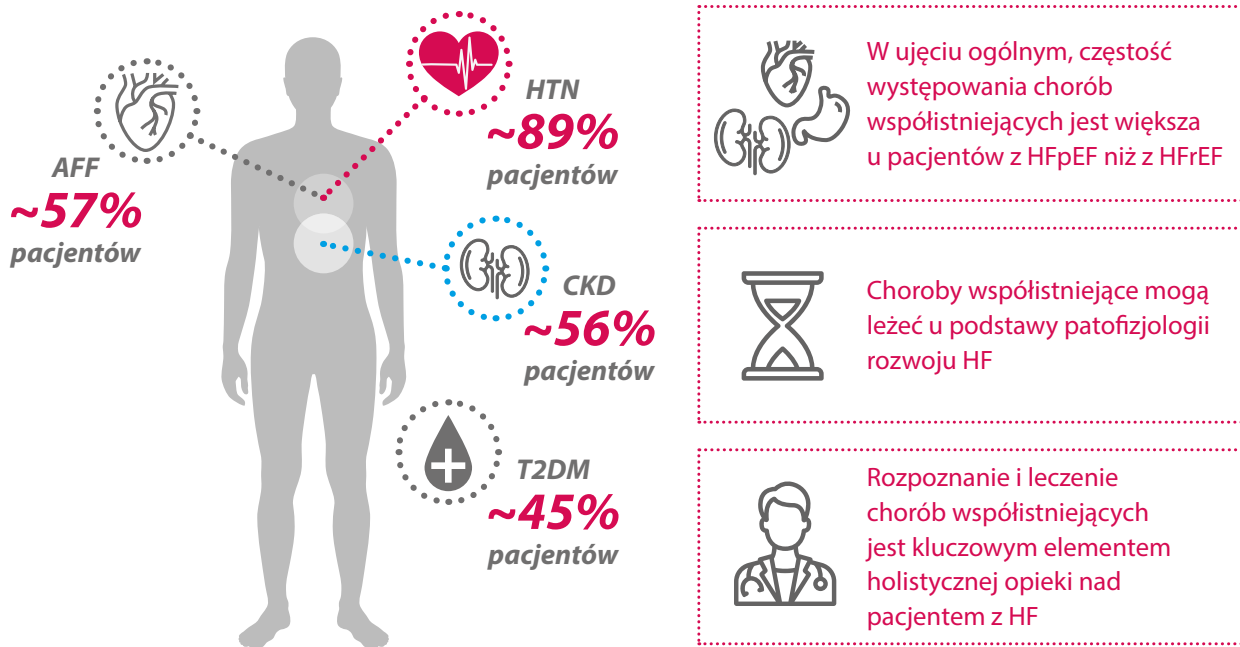 AFF
~57%
pacjentów
HTN
~89%
pacjentów
CKD
~56%
pacjentów
T2DM
~45%
pacjentów
W ujęciu ogólnym, częstość
występowania chorób
współistniejących jest większa
u pacjentów z HFpEF niż z HFrEF
Choroby współistniejące mogą
leżeć u podstawy patofizjologii
rozwoju HF
Rozpoznanie i leczenie
chorób współistniejących
jest kluczowym elementem
holistycznej opieki nad
pacjentem z HF